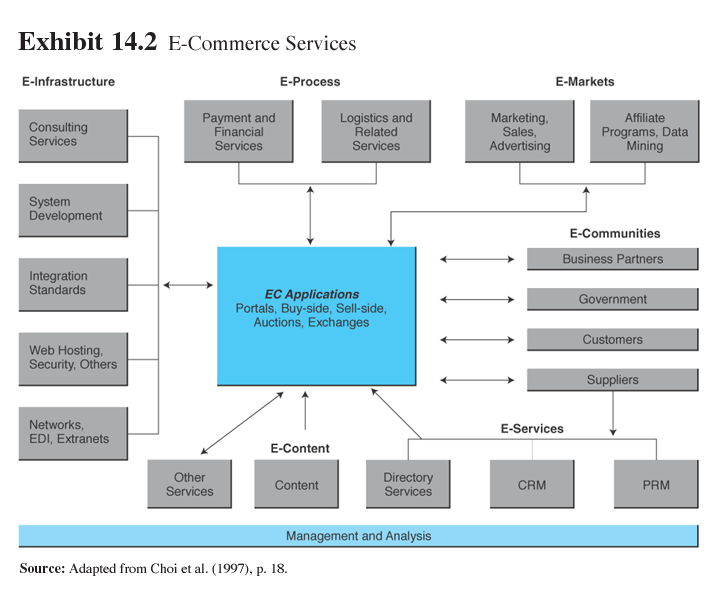 Exhibit 14.2 E-Commerce Services
E-Infrastructure
E-Process
E-Markets
Consulting
Services
System
Development
Integration
Standards
Web Hosting,
Security, Others
Networks,
EDI, Extranets
Payment and
Financial
Services
Logistics and
Related
Services
Marketing,
Sales,
Advertising
Affiliate
Programs, Data
Mining
EC Applications
Portals, Buy-side, Sell-side,
Auctions, Exchanges
E-Communities
Business Partners
Government
Customers
Suppliers
E-Services
E-Content
Other
Services
Content
Directory
Services
CRM
PRM
Management and Analysis
Source: Adapted from Choi et al. (1997), p. 18.